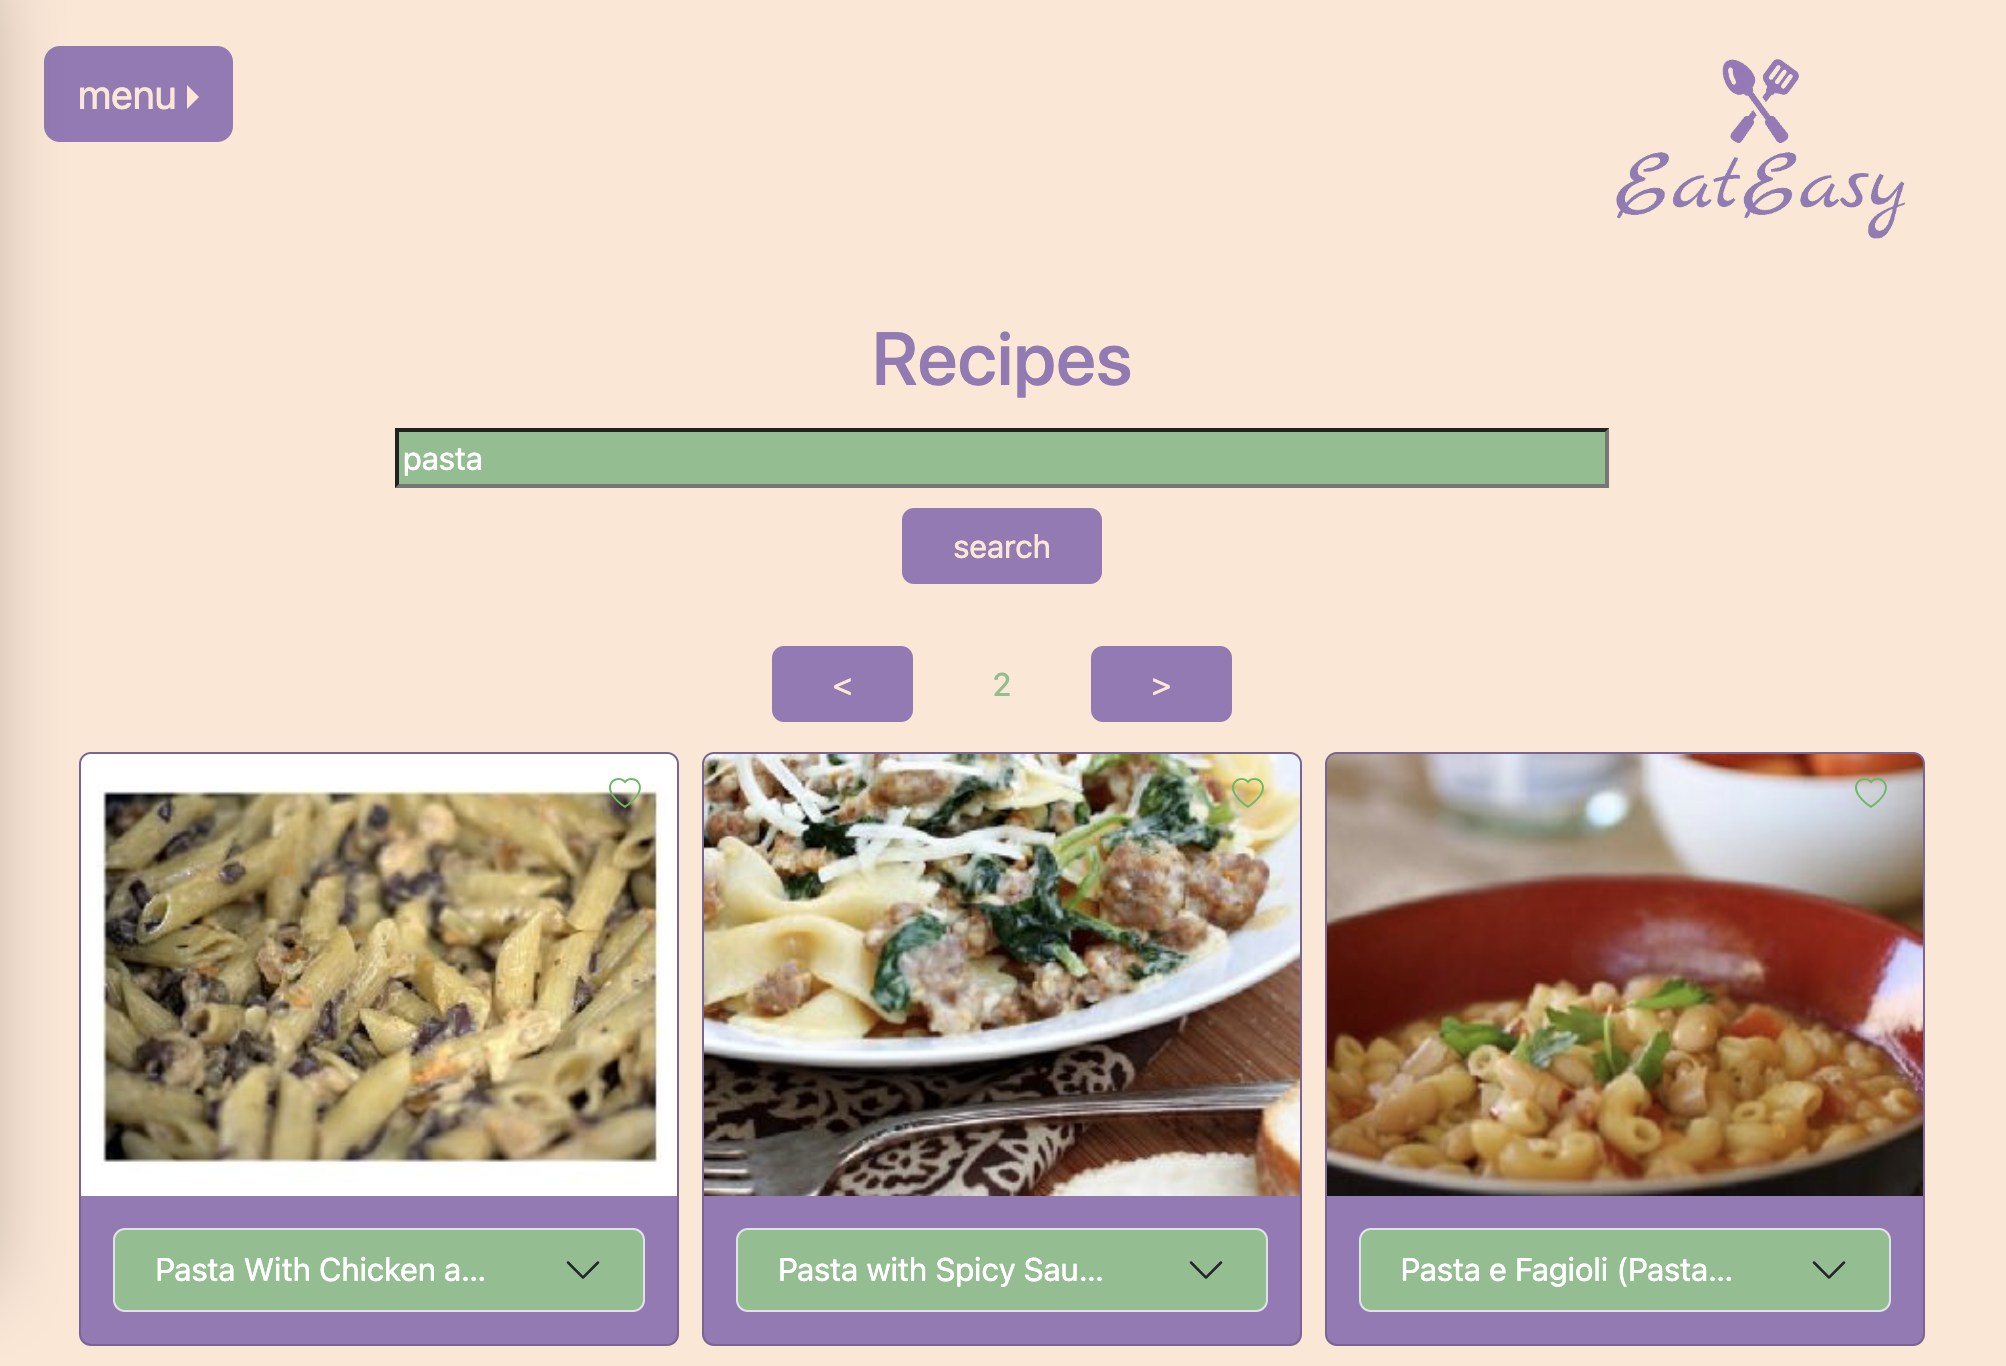 menu
EatEasy
Recipes
pasta
search
< 2 >
Pasta With Chicken a...
Pasta with Spicy Sau...
Pasta e Fagioli (Pasta...